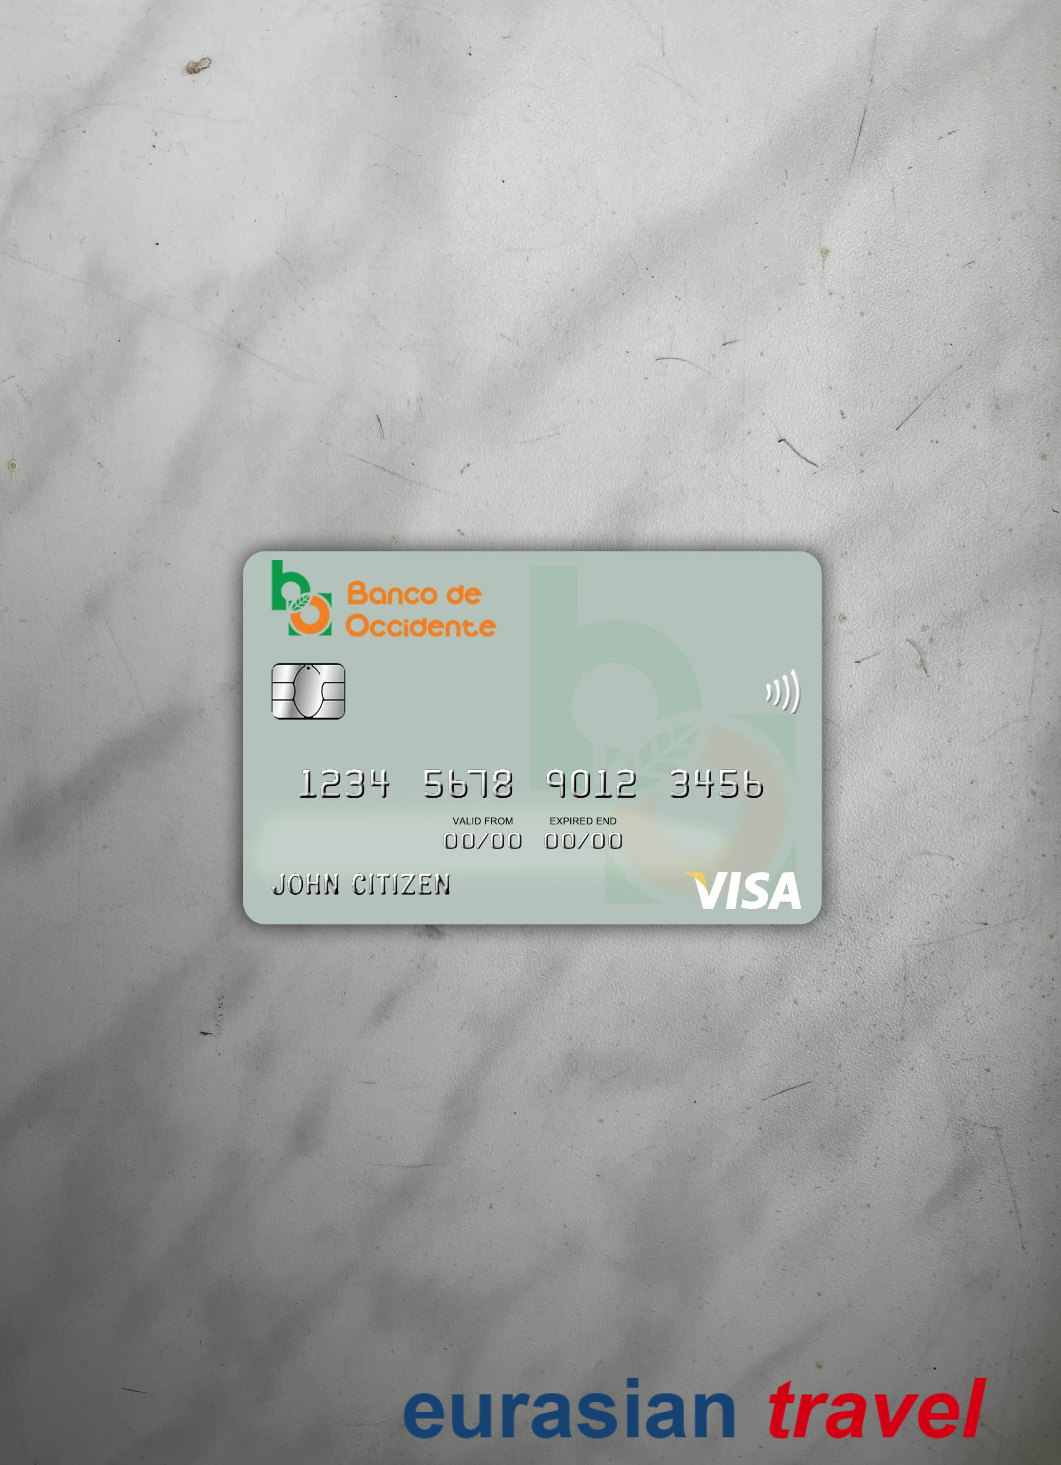 Banco de
Occidente
1234 5678 9012 3456
VALID FROM EXPIRED END
00/00 00/00
JOHN CITIZEN
VISA
eurasian travel